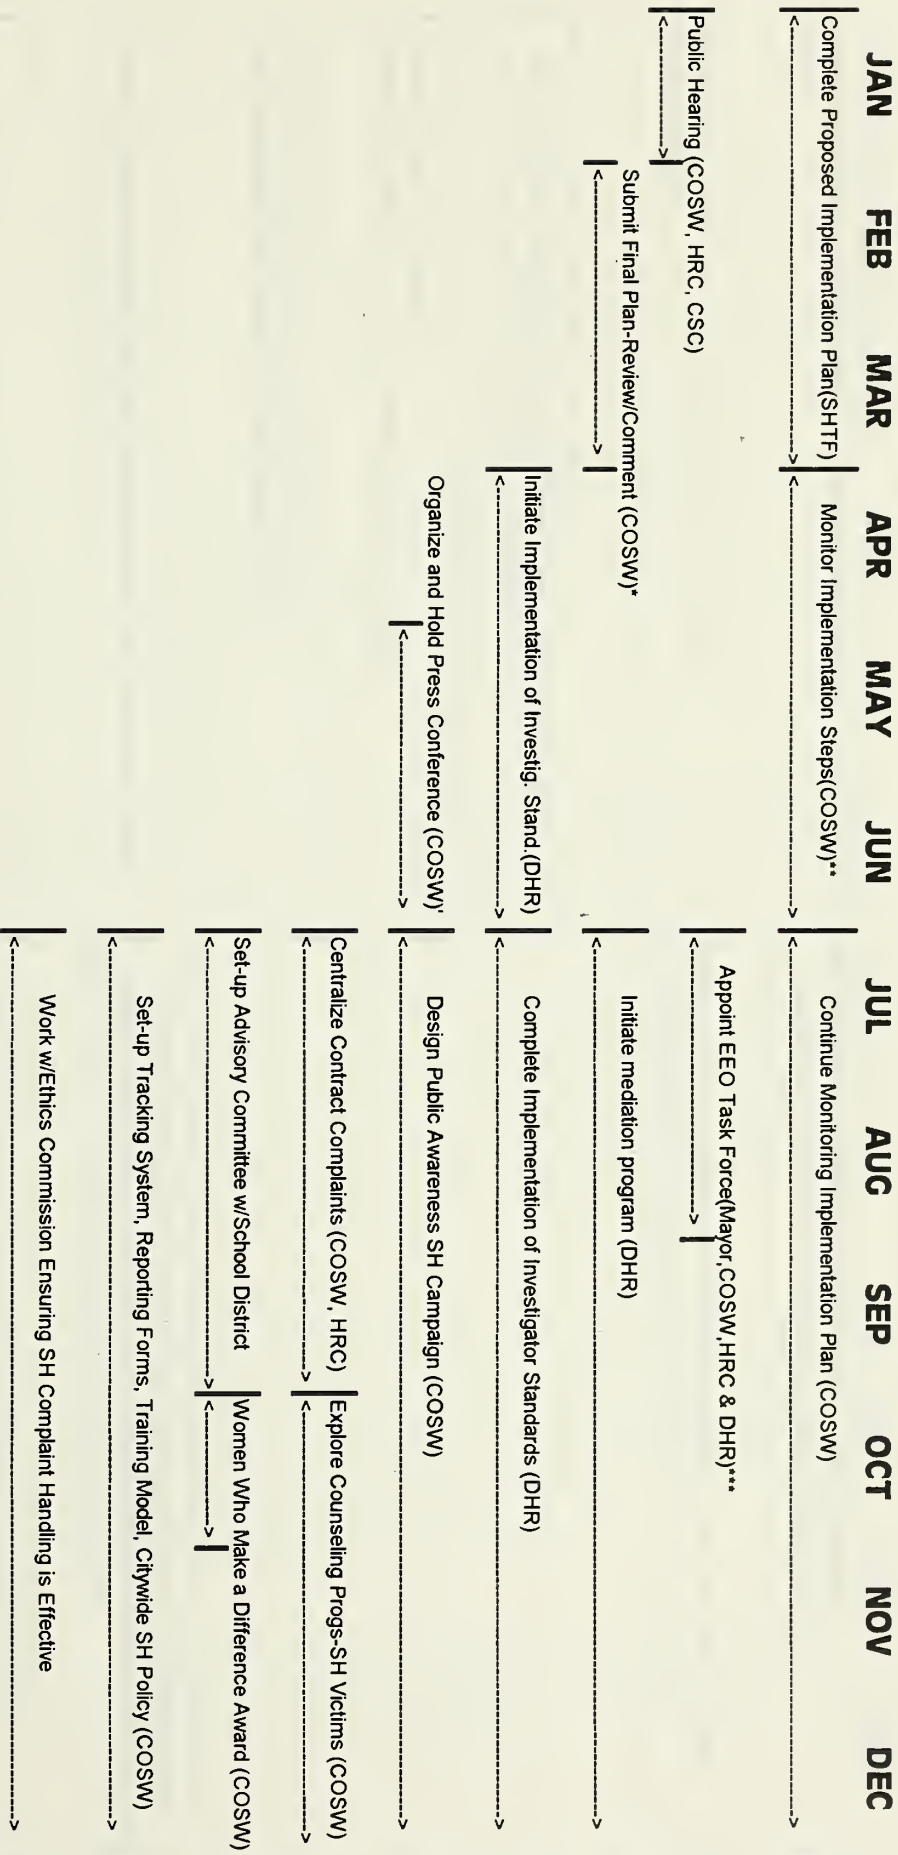 JAN FEB MAR APR MAY JUN JUL AUG SEP OCT NOV DEC
Complete Proposed Implementation Plan(SHTF) Monitor Implementation Steps(COSW)** Continue Monitoring Implementation Plan (COSW)
Public Hearing (COSW, HRC, CSC) Appoint EEO Task Force(Mayor,COSW,HRC & DHR)***
Submit Final Plan-Review/Comment (COSW)* Initiate mediation program (DHR)
Initiate Implementation of Investig. Stand.(DHR) Complete Implementation of Investigator Standards (DHR)
Organize and Hold Press Conference (COSW)' Design Public Awareness SH Campaign (COSW)
Centralize Contract Complaints (COSW, HRC) Explore Counseling Progs-SH Victims (COSW)
Set-up Advisory Committee w/School District Women Who Make a Difference Award (COSW)
Set-up Tracking System, Reporting Forms, Training Model, Citywide SH Policy (COSW)
Work w/Ethics Commission Ensuring SH Complaint Handling is Effective